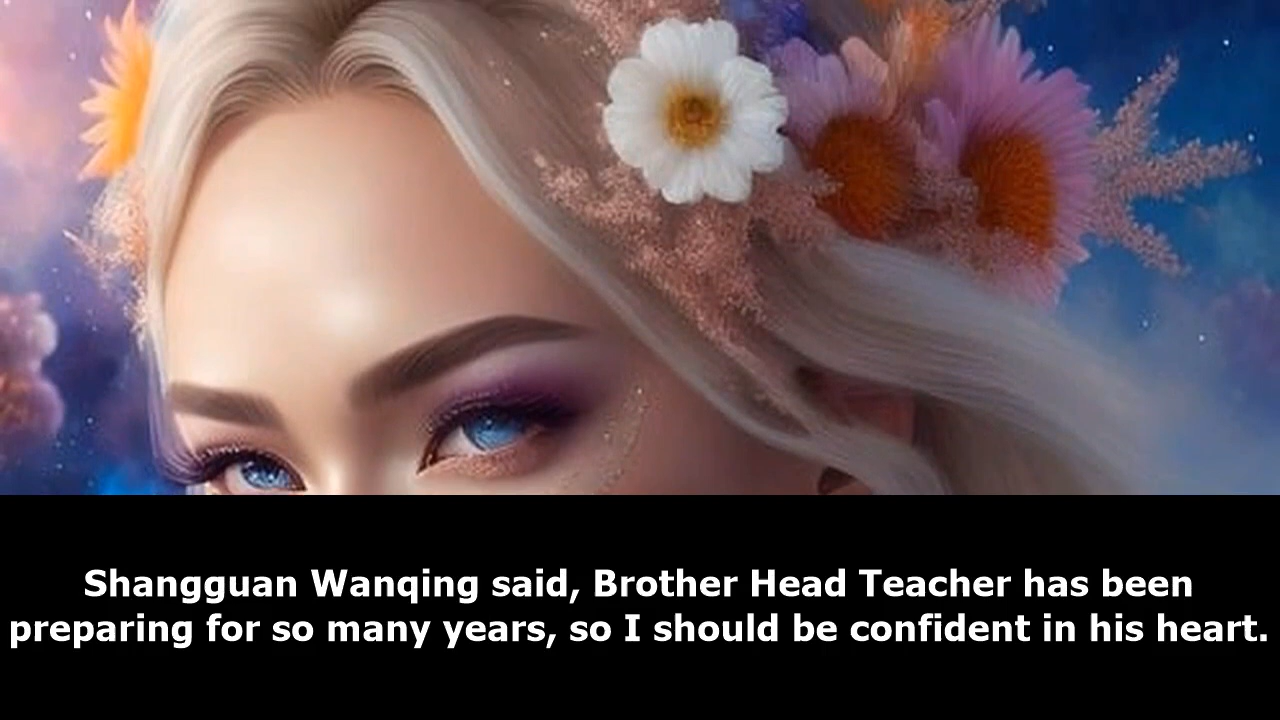 Shangguan Wanqing said, Brother Head Teacher has been
preparing for so many years, so I should be confident in his heart.